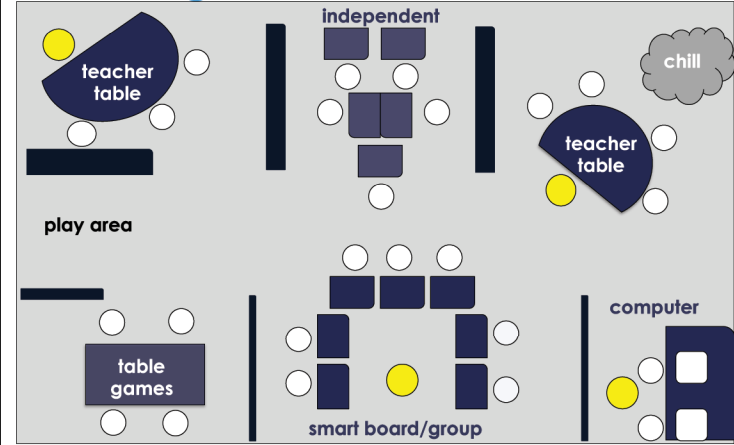 independent
teacher
table
chill
teacher
table
play area
computer
table
games
smart board/group